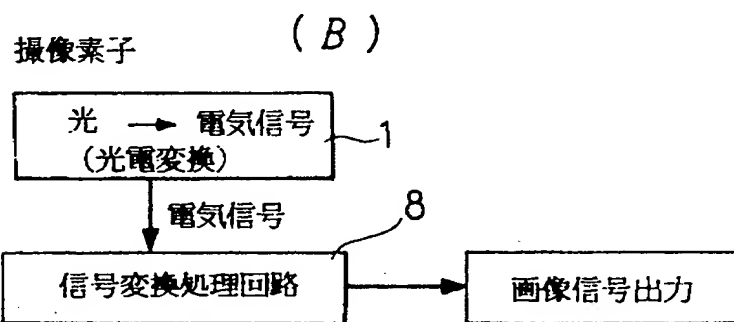 (B)
撮像素子
光 → 電気信号
(光電変換)
1
電気信号
8
信号変換処理回路
画像信号出力